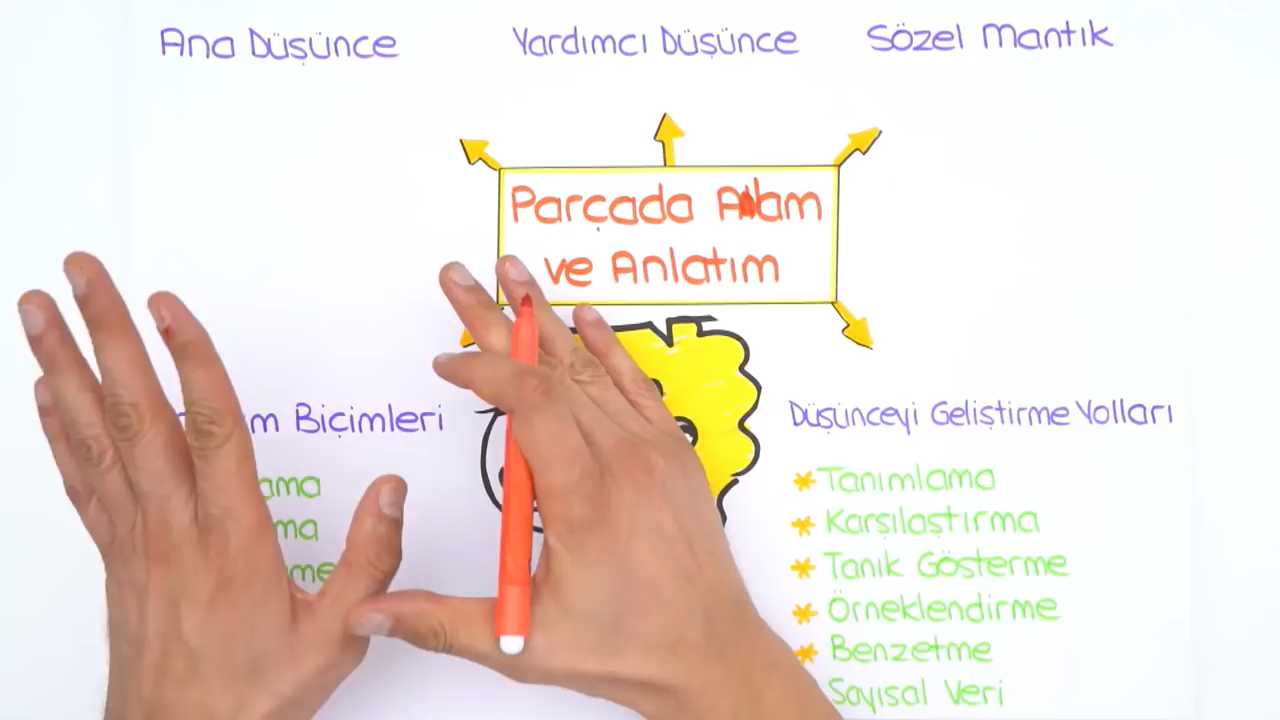 Ana Düşünce
Yardımcı Düşünce
Sözel Mantık
Parçada Anlam
ve Anlatım
Biçimleri
Düşünceyi Geliştirme Yolları
Tanımlama
Karşılaştırma
Tanık Gösterme
Örneklendirme
Benzetme
Sayısal Veri